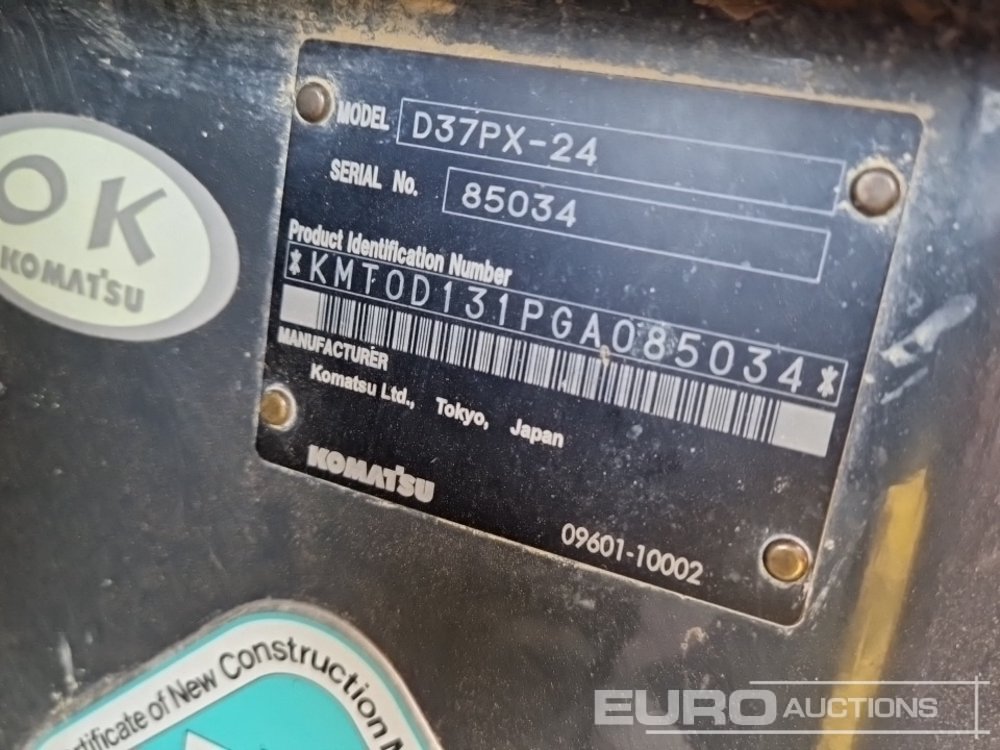 MODEL D37PX-24
SERIAL No. 85034
Product Identification Number
*KMT0D131PGA085034*
MANUFACTURER
Komatsu Ltd., Tokyo, Japan
KOMATSU
09601-10002
OK
KOMATSU
of New Construction
EURO AUCTIONS